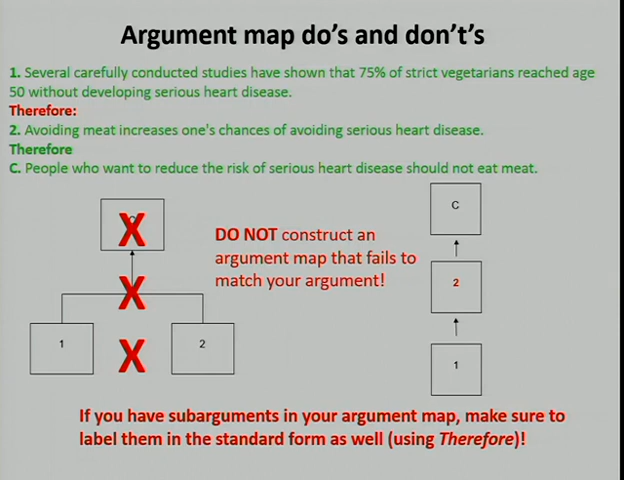 Argument map do's and don't's
1. Several carefully conducted studies have shown that 75% of strict vegetarians reached age
50 without developing serious heart disease.
Therefore:
2. Avoiding meat increases one's chances of avoiding serious heart disease.
Therefore
C. People who want to reduce the risk of serious heart disease should not eat meat.
C
X
DO NOT construct an
argument map that fails to
match your argument!
C
X
2
1
X
2
1
If you have subarguments in your argument map, make sure to
label them in the standard form as well (using Therefore)!